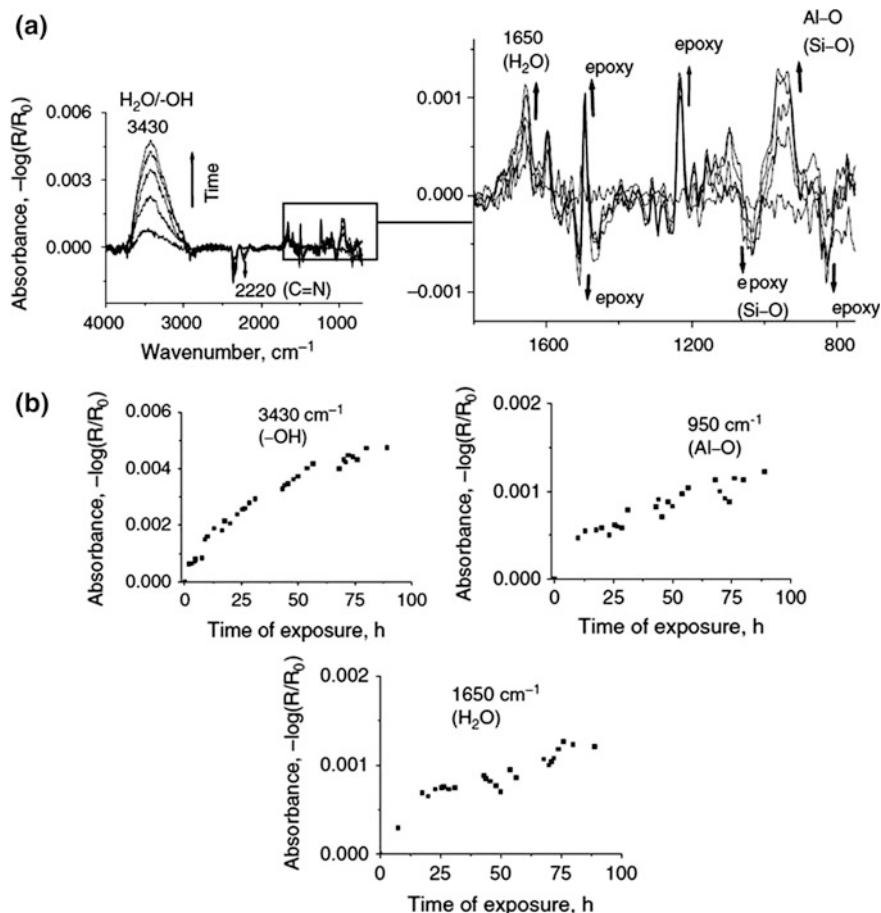 (a)
Absorbance, –log(R/R0)
0.006
0.003
0.000
H2O/-OH
3430
Time
2220 (C=N)
4000 3000 2000 1000
Wavenumber, cm–1
0.001
0.000
–0.001
1650
(H2O)
epoxy
epoxy
Al–O
(Si–O)
epoxy
epoxy
(Si–O)
epoxy
1600 1200 800
(b)
Absorbance, –log(R/R0)
0.006
0.004
0.002
0.000
3430 cm–1
(–OH)
0 25 50 75 100
Time of exposure, h
Absorbance, –log(R/R0)
0.002
0.001
0.000
950 cm-1
(Al–O)
0 25 50 75 100
Time of exposure, h
Absorbance, –log(R/R0)
0.002
0.001
0.000
1650 cm–1
(H2O)
0 25 50 75 100
Time of exposure, h